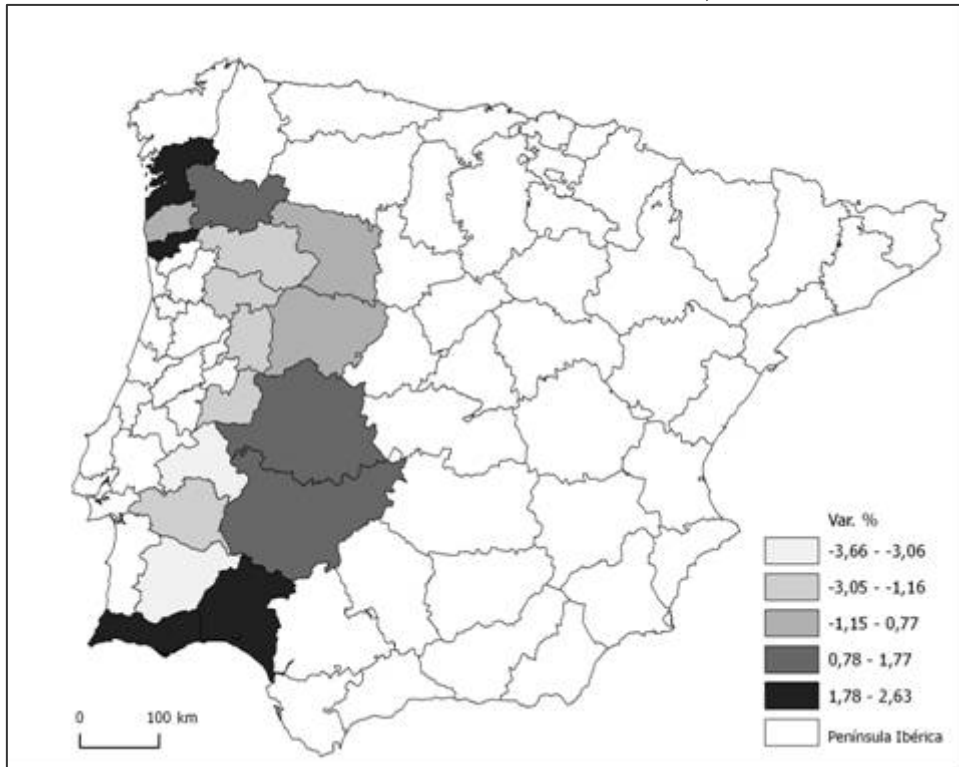 Var. %
-3,66 - -3,06
-3,05 - -1,16
-1,15 - 0,77
0,78 - 1,77
1,78 - 2,63
Península Ibérica
0 100 km